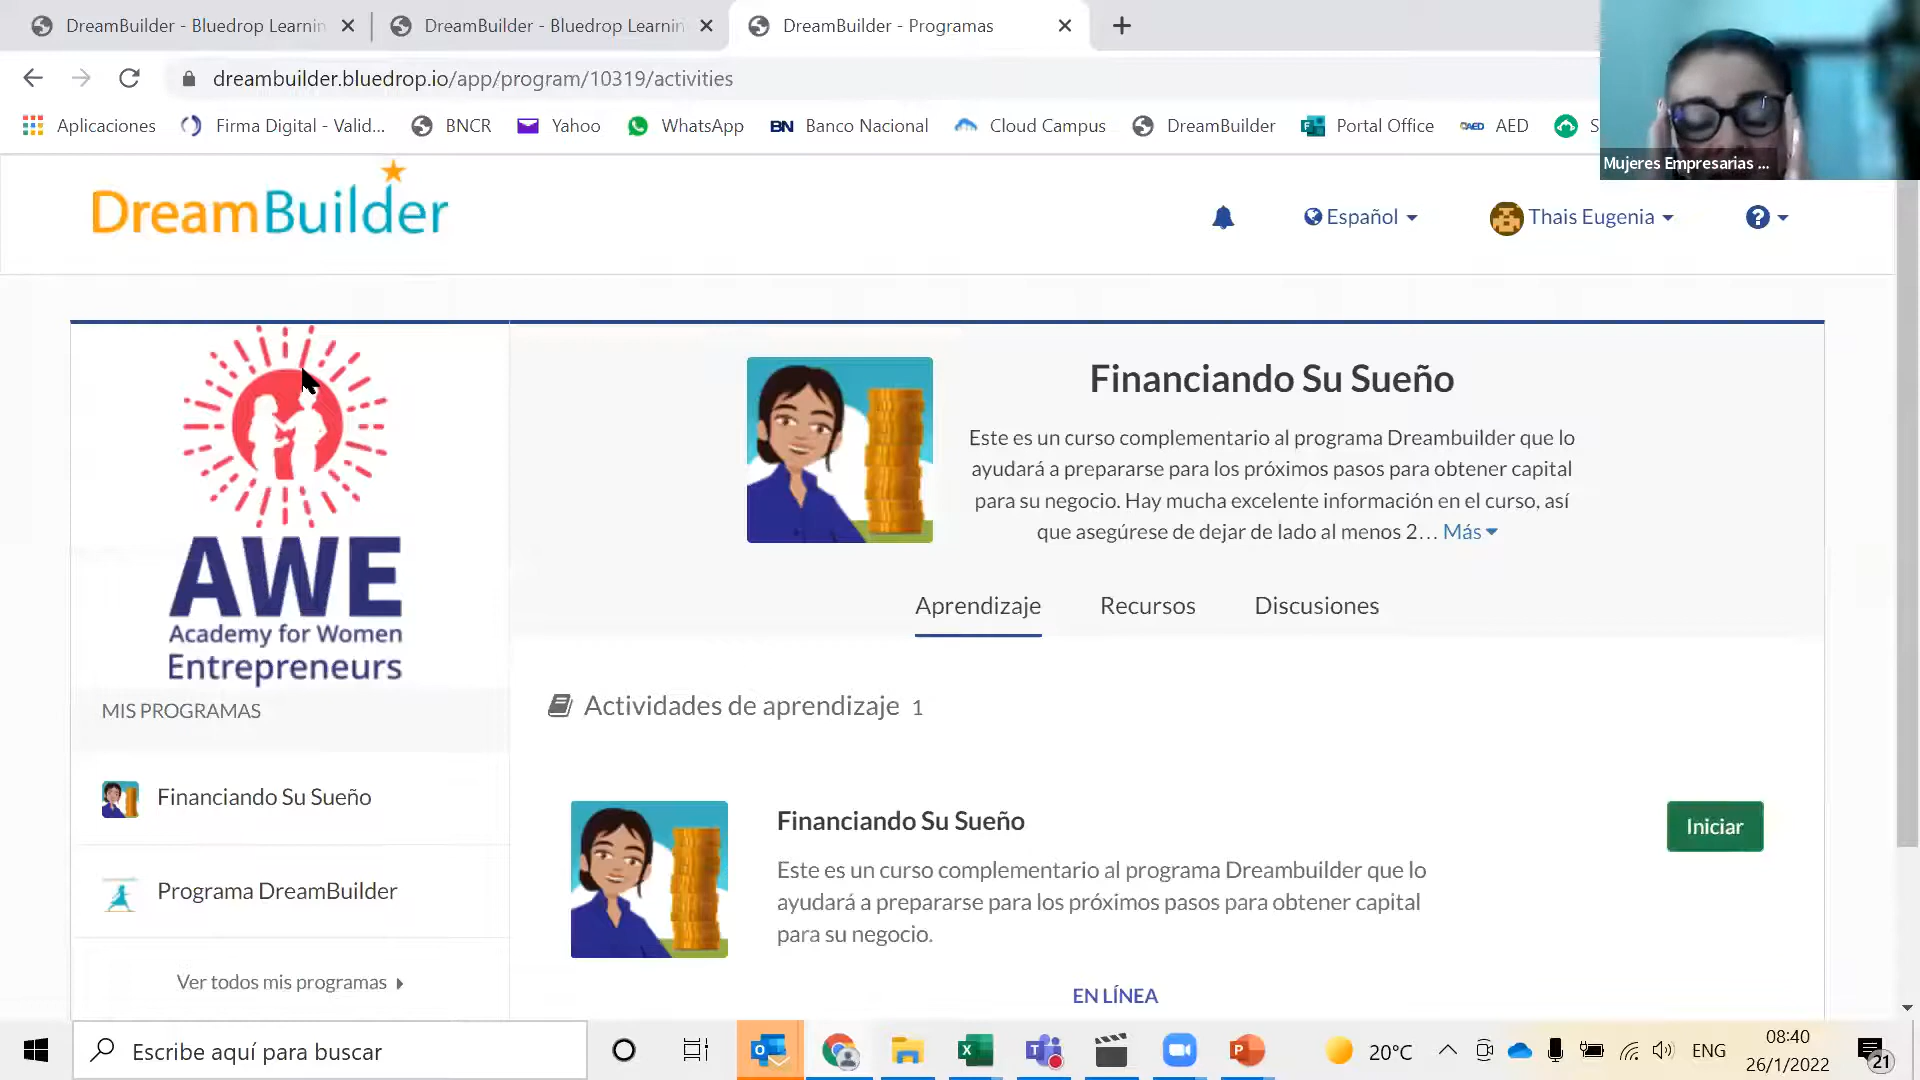 DreamBuilder - Bluedrop Learnin
DreamBuilder - Bluedrop Learnin
DreamBuilder - Programas
dreambuilder.bluedrop.io/app/program/10319/activities
Aplicaciones
Firma Digital - Valid...
BNCR
Yahoo
WhatsApp
BN Banco Nacional
Cloud Campus
DreamBuilder
Portal Office
AED AED
S
Mujeres Empresarias ...
DreamBuilder
Español
Thais Eugenia
?
AWE
Academy for Women
Entrepreneurs
MIS PROGRAMAS
Financiando Su Sueño
Programa DreamBuilder
Ver todos mis programas
Financiando Su Sueño
Este es un curso complementario al programa Dreambuilder que lo
ayudará a prepararse para los próximos pasos para obtener capital
para su negocio. Hay mucha excelente información en el curso, así
que asegúrese de dejar de lado al menos 2… Más
Aprendizaje
Recursos
Discusiones
Actividades de aprendizaje 1
Financiando Su Sueño
Este es un curso complementario al programa Dreambuilder que lo
ayudará a prepararse para los próximos pasos para obtener capital
para su negocio.
Iniciar
EN LÍNEA
Escribe aquí para buscar
20°C
ENG
08:40
26/1/2022
21